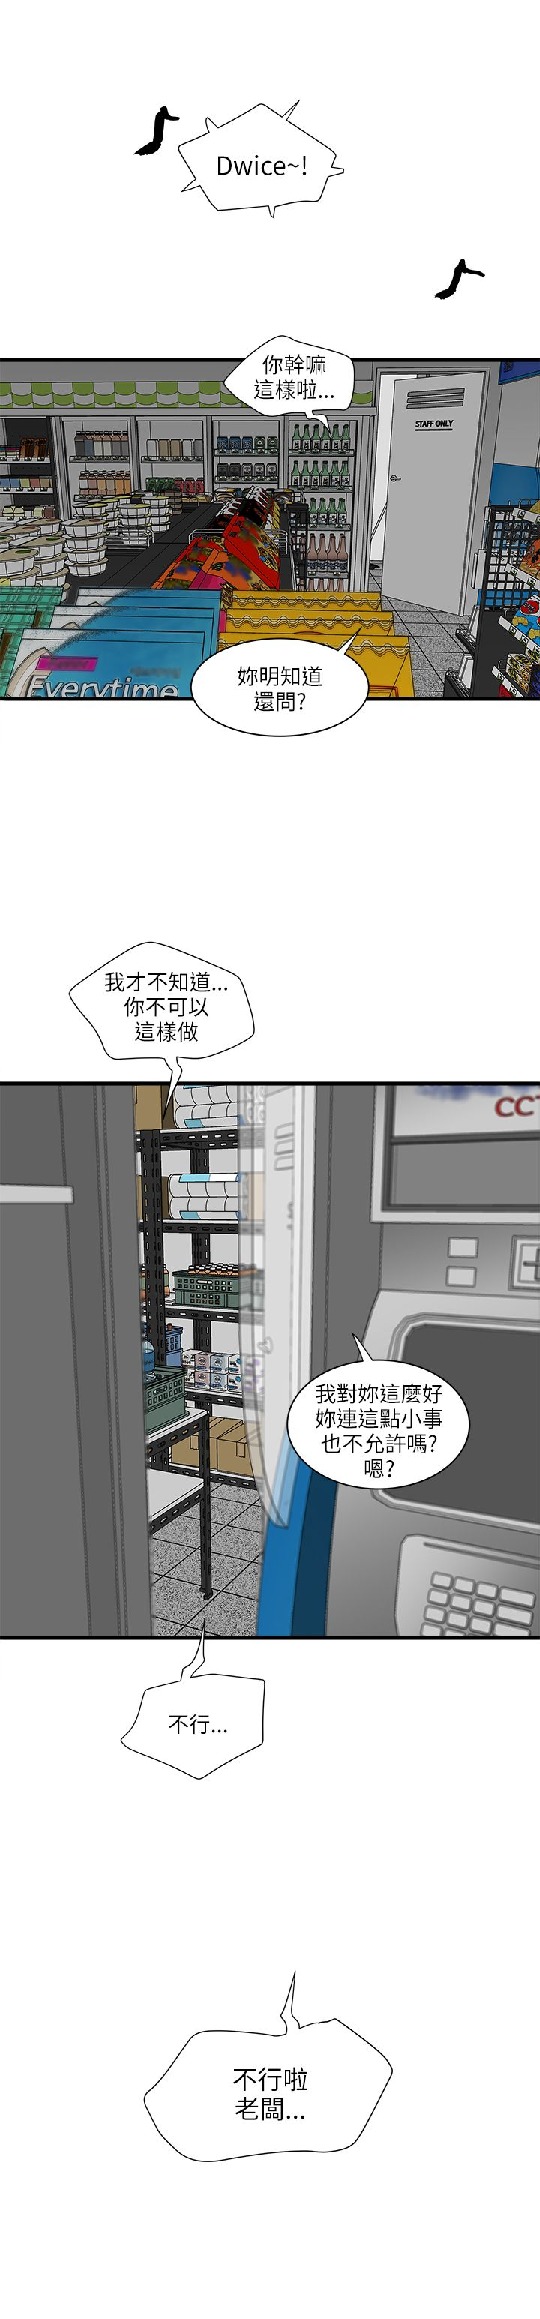 Dwice~!
你幹嘛
這樣啦...
STAFF ONLY
妳明知道
還問?
Everytime
我才不知道...
你不可以
這樣做
CCT
我對妳這麼好
妳連這點小事
也不允許嗎?
嗯?
不行...
不行啦
老闆...